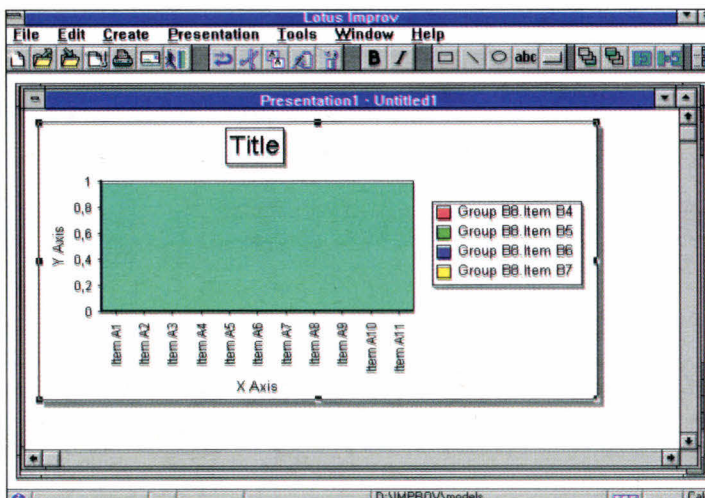 Lotus Improv
File Edit Create Presentation Tools Window Help
B I abc
Presentation1 - Untitled1
Title
1
0,8
0,6
0,4
0,2
0
Y Axis
Item A1 Item A2 Item A3 Item A4 Item A5 Item A6 Item A7 Item A8 Item A9 Item A10 Item A11
X Axis
Group B8.Item B4
Group B8.Item B5
Group B8.Item B6
Group B8.Item B7
D:\IMPROV\models